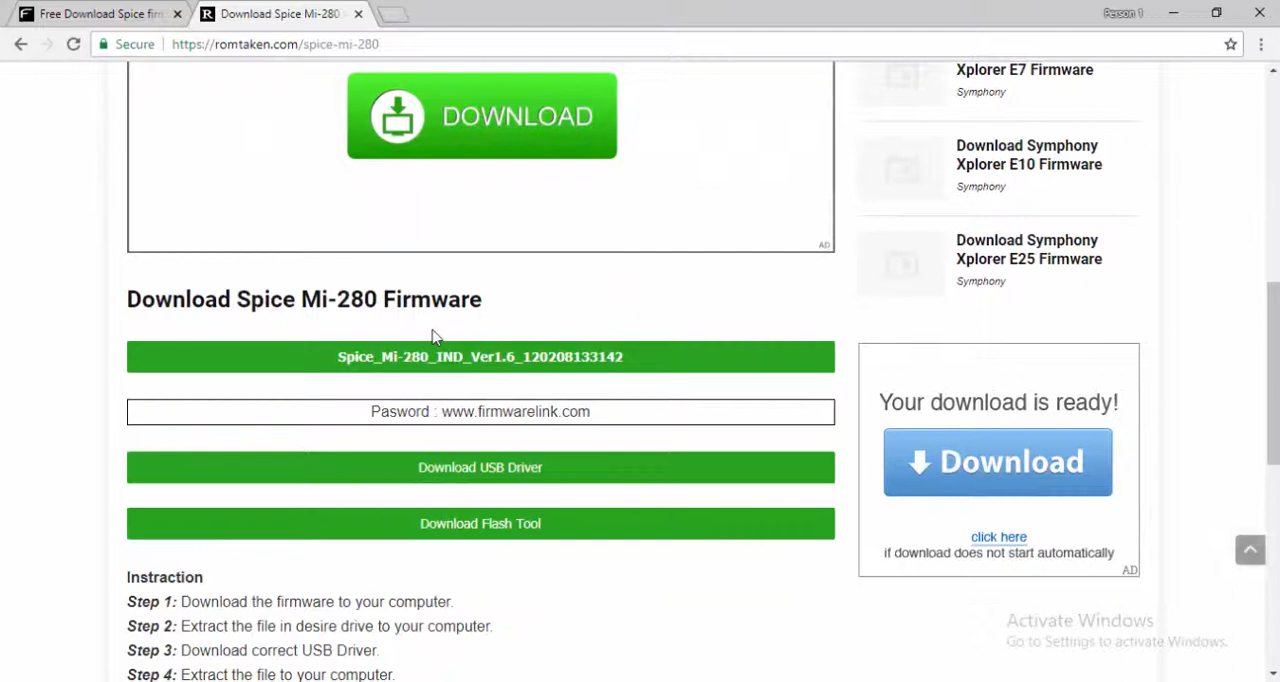 Free Download Spice firm
Download Spice Mi-280
Person 1
Secure
https://romtaken.com/spice-mi-280
DOWNLOAD
AD
Download Spice Mi-280 Firmware
Spice_Mi-280_IND_Ver1.6_120208133142
Pasword : www.firmwarelink.com
Download USB Driver
Download Flash Tool
Instraction
Step 1: Download the firmware to your computer.
Step 2: Extract the file in desire drive to your computer.
Step 3: Download correct USB Driver.
Step 4: Extract the file to your computer.
Xplorer E7 Firmware
Symphony
Download Symphony
Xplorer E10 Firmware
Symphony
Download Symphony
Xplorer E25 Firmware
Symphony
Your download is ready!
Download
click here
if download does not start automatically
AD
Activate Windows
Go to Settings to activate Windows.